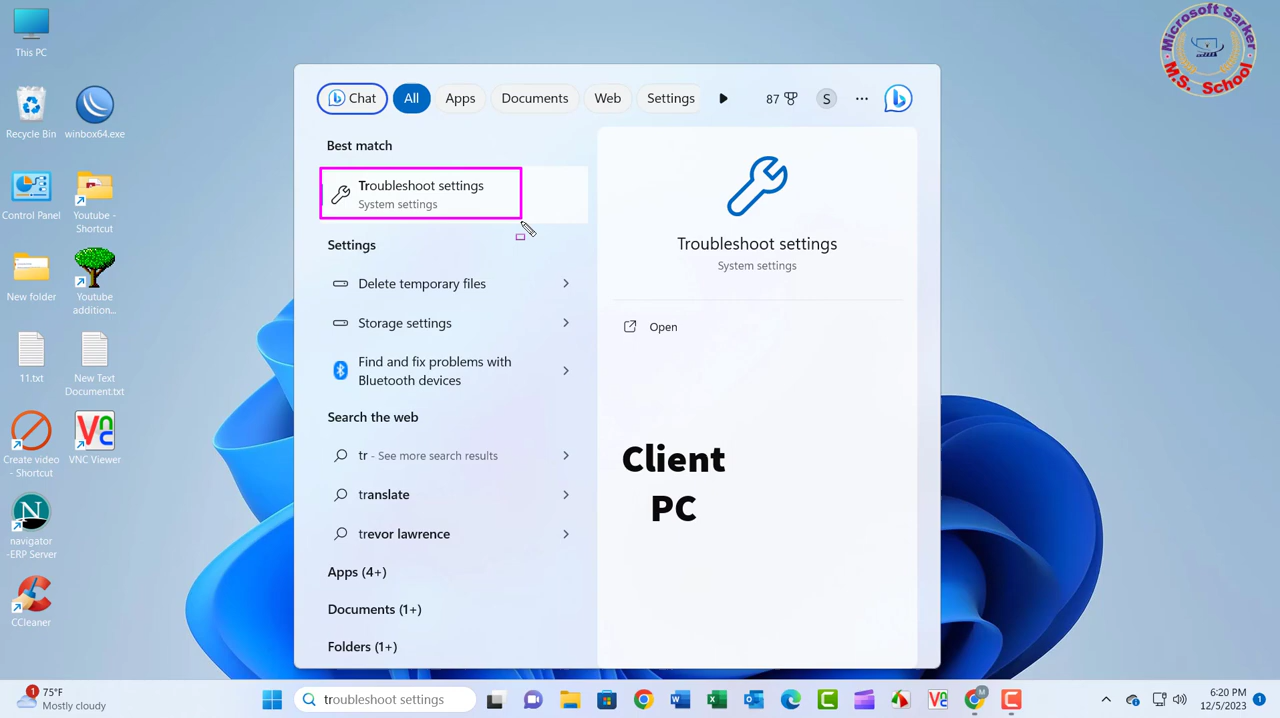 This PC
Recycle Bin
winbox64.exe
Control Panel
Youtube -
Shortcut
New folder
Youtube
addition...
11.txt
New Text
Document.txt
Create video
- Shortcut
VNC Viewer
navigator
-ERP Server
CCleaner
Microsoft Sarker
M.S. School
Chat
All
Apps
Documents
Web
Settings
87
S
Best match
Troubleshoot settings
System settings
Settings
Delete temporary files
Storage settings
Find and fix problems with
Bluetooth devices
Search the web
tr - See more search results
translate
trevor lawrence
Apps (4+)
Documents (1+)
Folders (1+)
Troubleshoot settings
System settings
Open
Client
PC
1
75°F
Mostly cloudy
troubleshoot settings
M
6:20 PM
12/5/2023
1